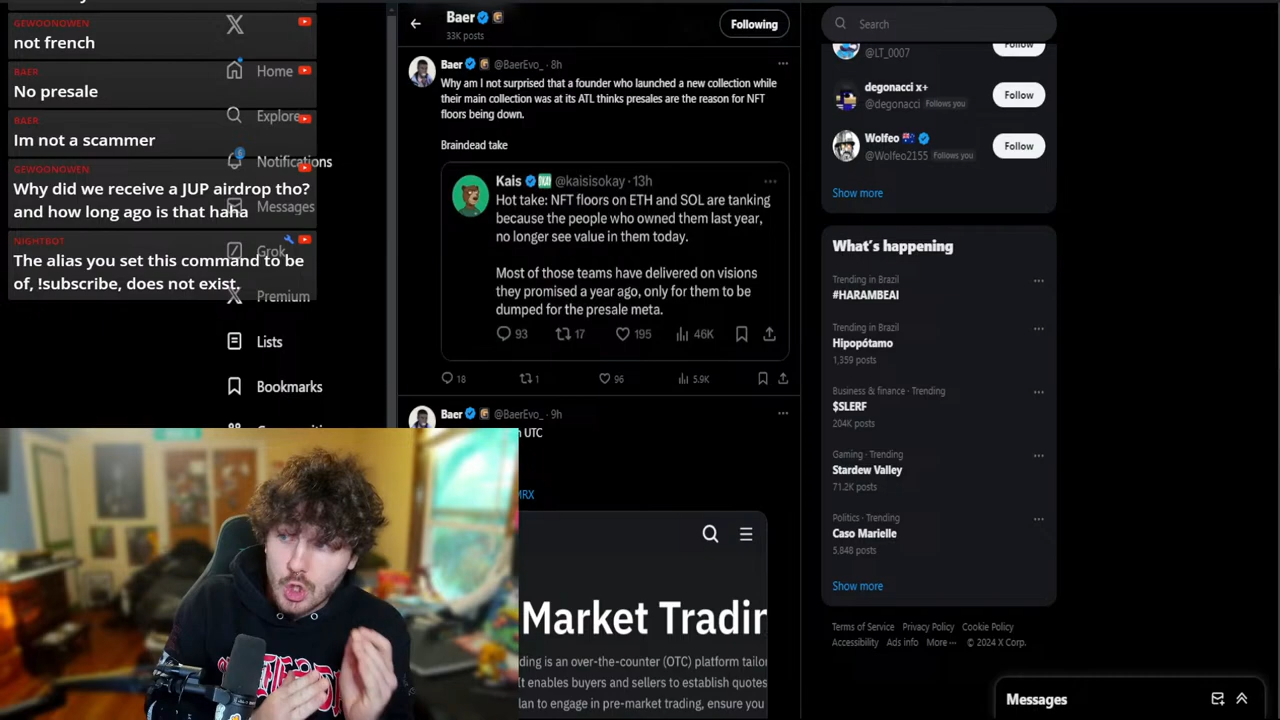 GEWOONOWEN
not french
BAER
No presale
BAER
Im not a scammer
GEWOONOWEN
Why did we receive a JUP airdrop tho?
and how long ago is that haha
NIGHTBOT
The alias you set this command to be
of, !subscribe, does not exist.
Home
Explore
Notifications
6
Messages
Grok
Premium
Lists
Bookmarks
Baer
33K posts
Following
Baer @BaerEvo_ · 8h
Why am I not surprised that a founder who launched a new collection while
their main collection was at its ATL thinks presales are the reason for NFT
floors being down.
Braindead take
Kais @kaisisokay · 13h
Hot take: NFT floors on ETH and SOL are tanking
because the people who owned them last year,
no longer see value in them today.
Most of those teams have delivered on visions
they promised a year ago, only for them to be
dumped for the presale meta.
93 17 195 46K
18 1 96 5.9K
Baer @BaerEvo_ · 9h
UTC
MRX
Market Tradin
ding is an over-the-counter (OTC) platform tailo
It enables buyers and sellers to establish quotes
lan to engage in pre-market trading, ensure you
Search
@LT_0007
Follow
degonacci x+
@degonacci Follows you
Follow
Wolfeo
@Wolfeo2155 Follows you
Follow
Show more
What's happening
Trending in Brazil
#HARAMBEAI
Trending in Brazil
Hipopótamo
1,359 posts
Business & finance · Trending
$SLERF
204K posts
Gaming · Trending
Stardew Valley
71.2K posts
Politics · Trending
Caso Marielle
5,848 posts
Show more
Terms of Service Privacy Policy Cookie Policy
Accessibility Ads info More ··· © 2024 X Corp.
Messages